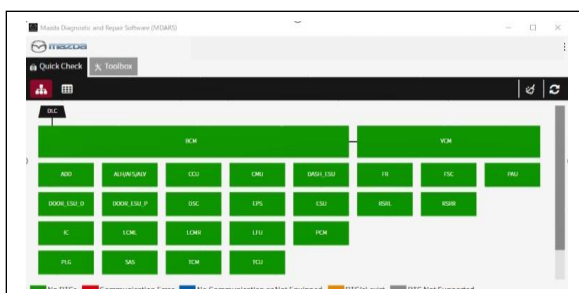 Mazda Diagnostic and Repair Software (MDARS)
mazda
Quick Check Toolbox
DLC
BCM VCM
ADD ALH/AFS/ALV CCU CMU DASH_ESU FR FSC PAU
DOOR_ESU_D DOOR_ESU_P DSC EPS ESU RSRL RSRR
IC LCML LCMR LFU PCM
PLG SAS TCM TCU
No DTCs Communication Error No Communication or Not Equipped DTC(s) exist DTC Not Supported